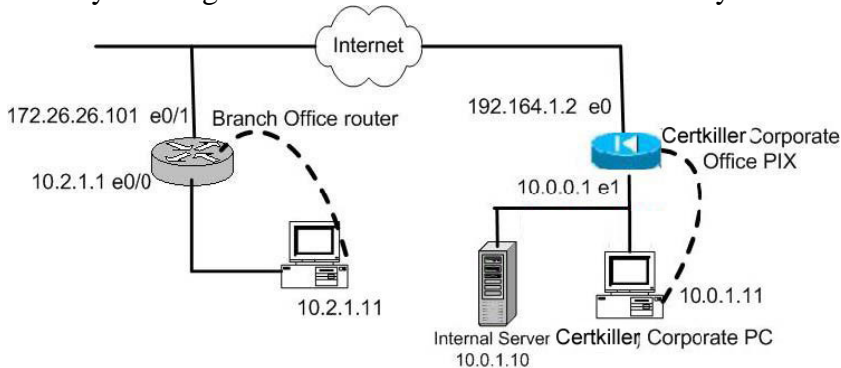 Internet
172.26.26.101 e0/1
Branch Office router
10.2.1.1 e0/0
10.2.1.11
192.164.1.2 e0
Certkiller Corporate
Office PIX
10.0.0.1 e1
10.0.1.11
Internal Server
10.0.1.10
Certkiller Corporate PC